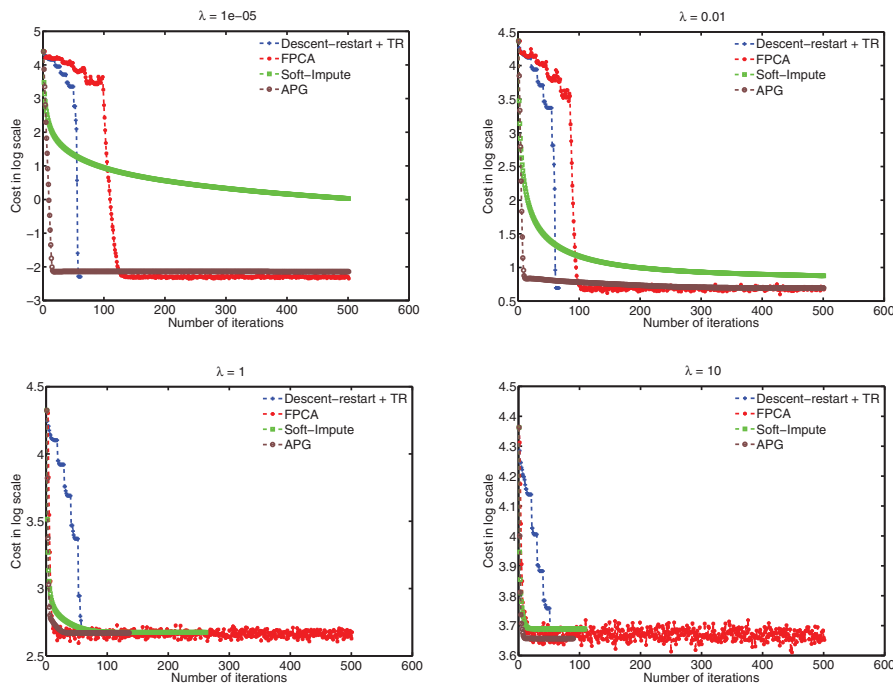 λ = 1e−05
Cost in log scale
5
4
3
2
1
0
−1
−2
−3
0
100
200
300
400
500
600
Number of iterations
Descent−restart + TR
FPCA
Soft−Impute
APG
λ = 0.01
Cost in log scale
4.5
4
3.5
3
2.5
2
1.5
1
0.5
0
100
200
300
400
500
600
Number of iterations
Descent−restart + TR
FPCA
Soft−Impute
APG
λ = 1
Cost in log scale
4.5
4
3.5
3
2.5
0
100
200
300
400
500
600
Number of iterations
Descent−restart + TR
FPCA
Soft−Impute
APG
λ = 10
Cost in log scale
4.5
4.4
4.3
4.2
4.1
4
3.9
3.8
3.7
3.6
0
100
200
300
400
500
600
Number of iterations
Descent−restart + TR
FPCA
Soft−Impute
APG